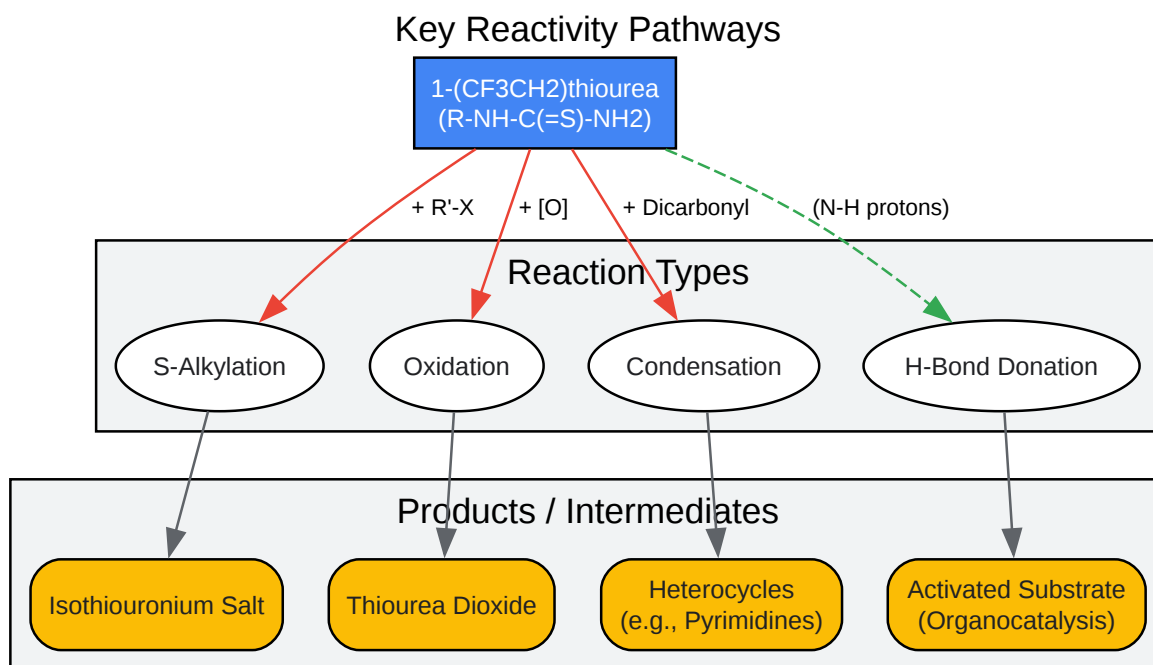 Key Reactivity Pathways
1-(CF3CH2)thiourea
(R-NH-C(=S)-NH2)
+ R'-X
+ [O]
+ Dicarbonyl
(N-H protons)
Reaction Types
S-Alkylation
Oxidation
Condensation
H-Bond Donation
Products / Intermediates
Isothiouronium Salt
Thiourea Dioxide
Heterocycles
(e.g., Pyrimidines)
Activated Substrate
(Organocatalysis)